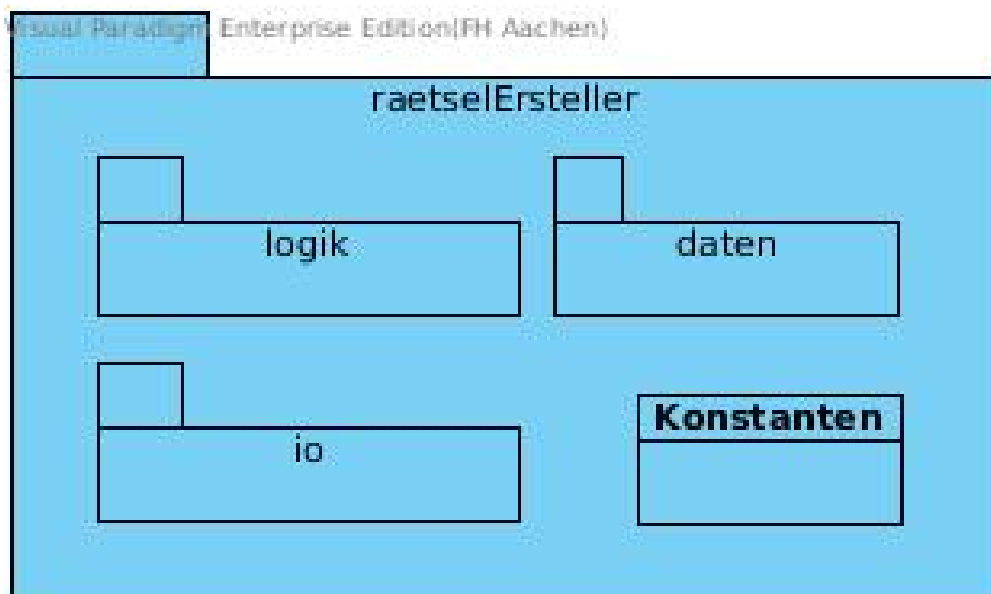 Visual Paradigm Enterprise Edition(FH Aachen)
raetselErsteller
logik
daten
io
Konstanten